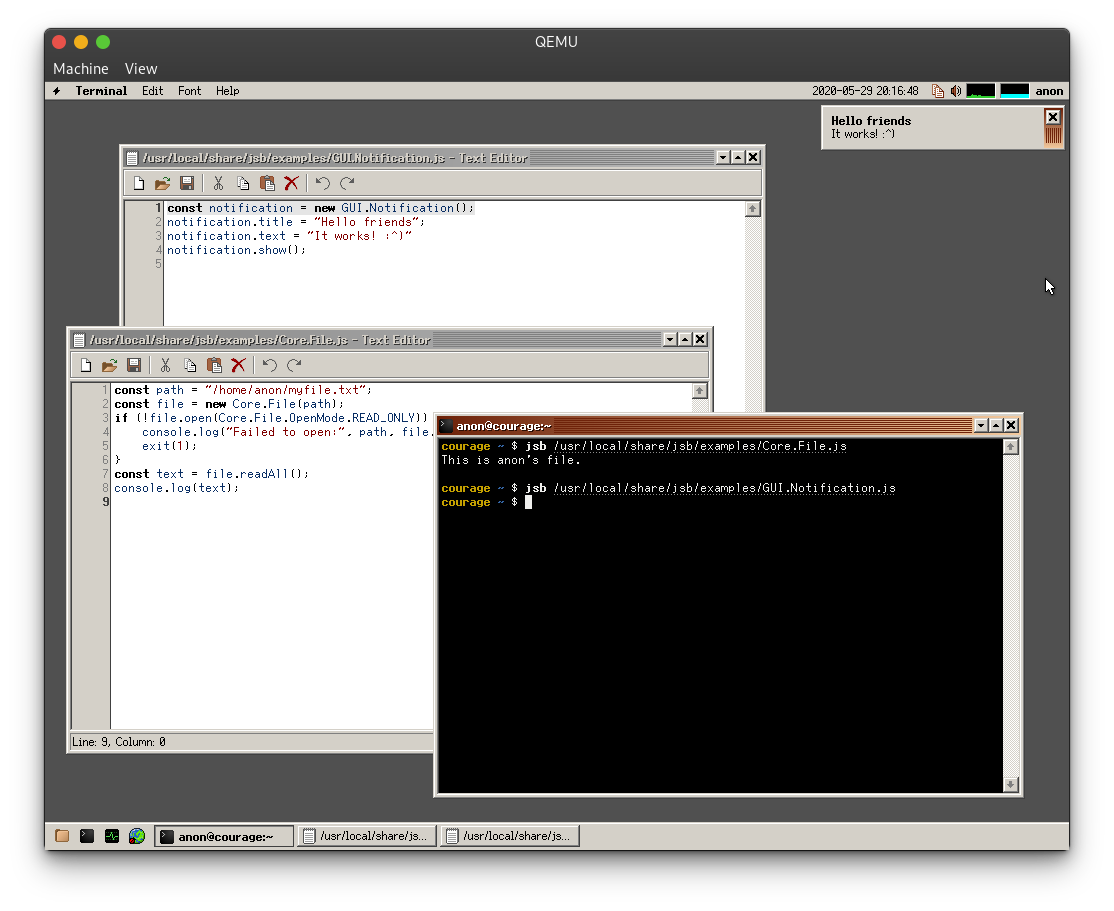 QEMU
Machine View
Terminal Edit Font Help 2020-05-29 20:16:48 anon
Hello friends
It works! :^)
/usr/local/share/jsb/examples/GUI.Notification.js - Text Editor
1 const notification = new GUI.Notification();
2 notification.title = "Hello friends";
3 notification.text = "It works! :^)"
4 notification.show();
5
/usr/local/share/jsb/examples/Core.File.js - Text Editor
1 const path = "/home/anon/myfile.txt";
2 const file = new Core.File(path);
3 if (!file.open(Core.File.OpenMode.READ_ONLY))
4 console.log("Failed to open:", path, file.
5 exit(1);
6 }
7 const text = file.readAll();
8 console.log(text);
9
Line: 9, Column: 0
anon@courage:~
courage ~ $ jsb /usr/local/share/jsb/examples/Core.File.js
This is anon's file.
courage ~ $ jsb /usr/local/share/jsb/examples/GUI.Notification.js
courage ~ $
anon@courage:~ /usr/local/share/js... /usr/local/share/js...